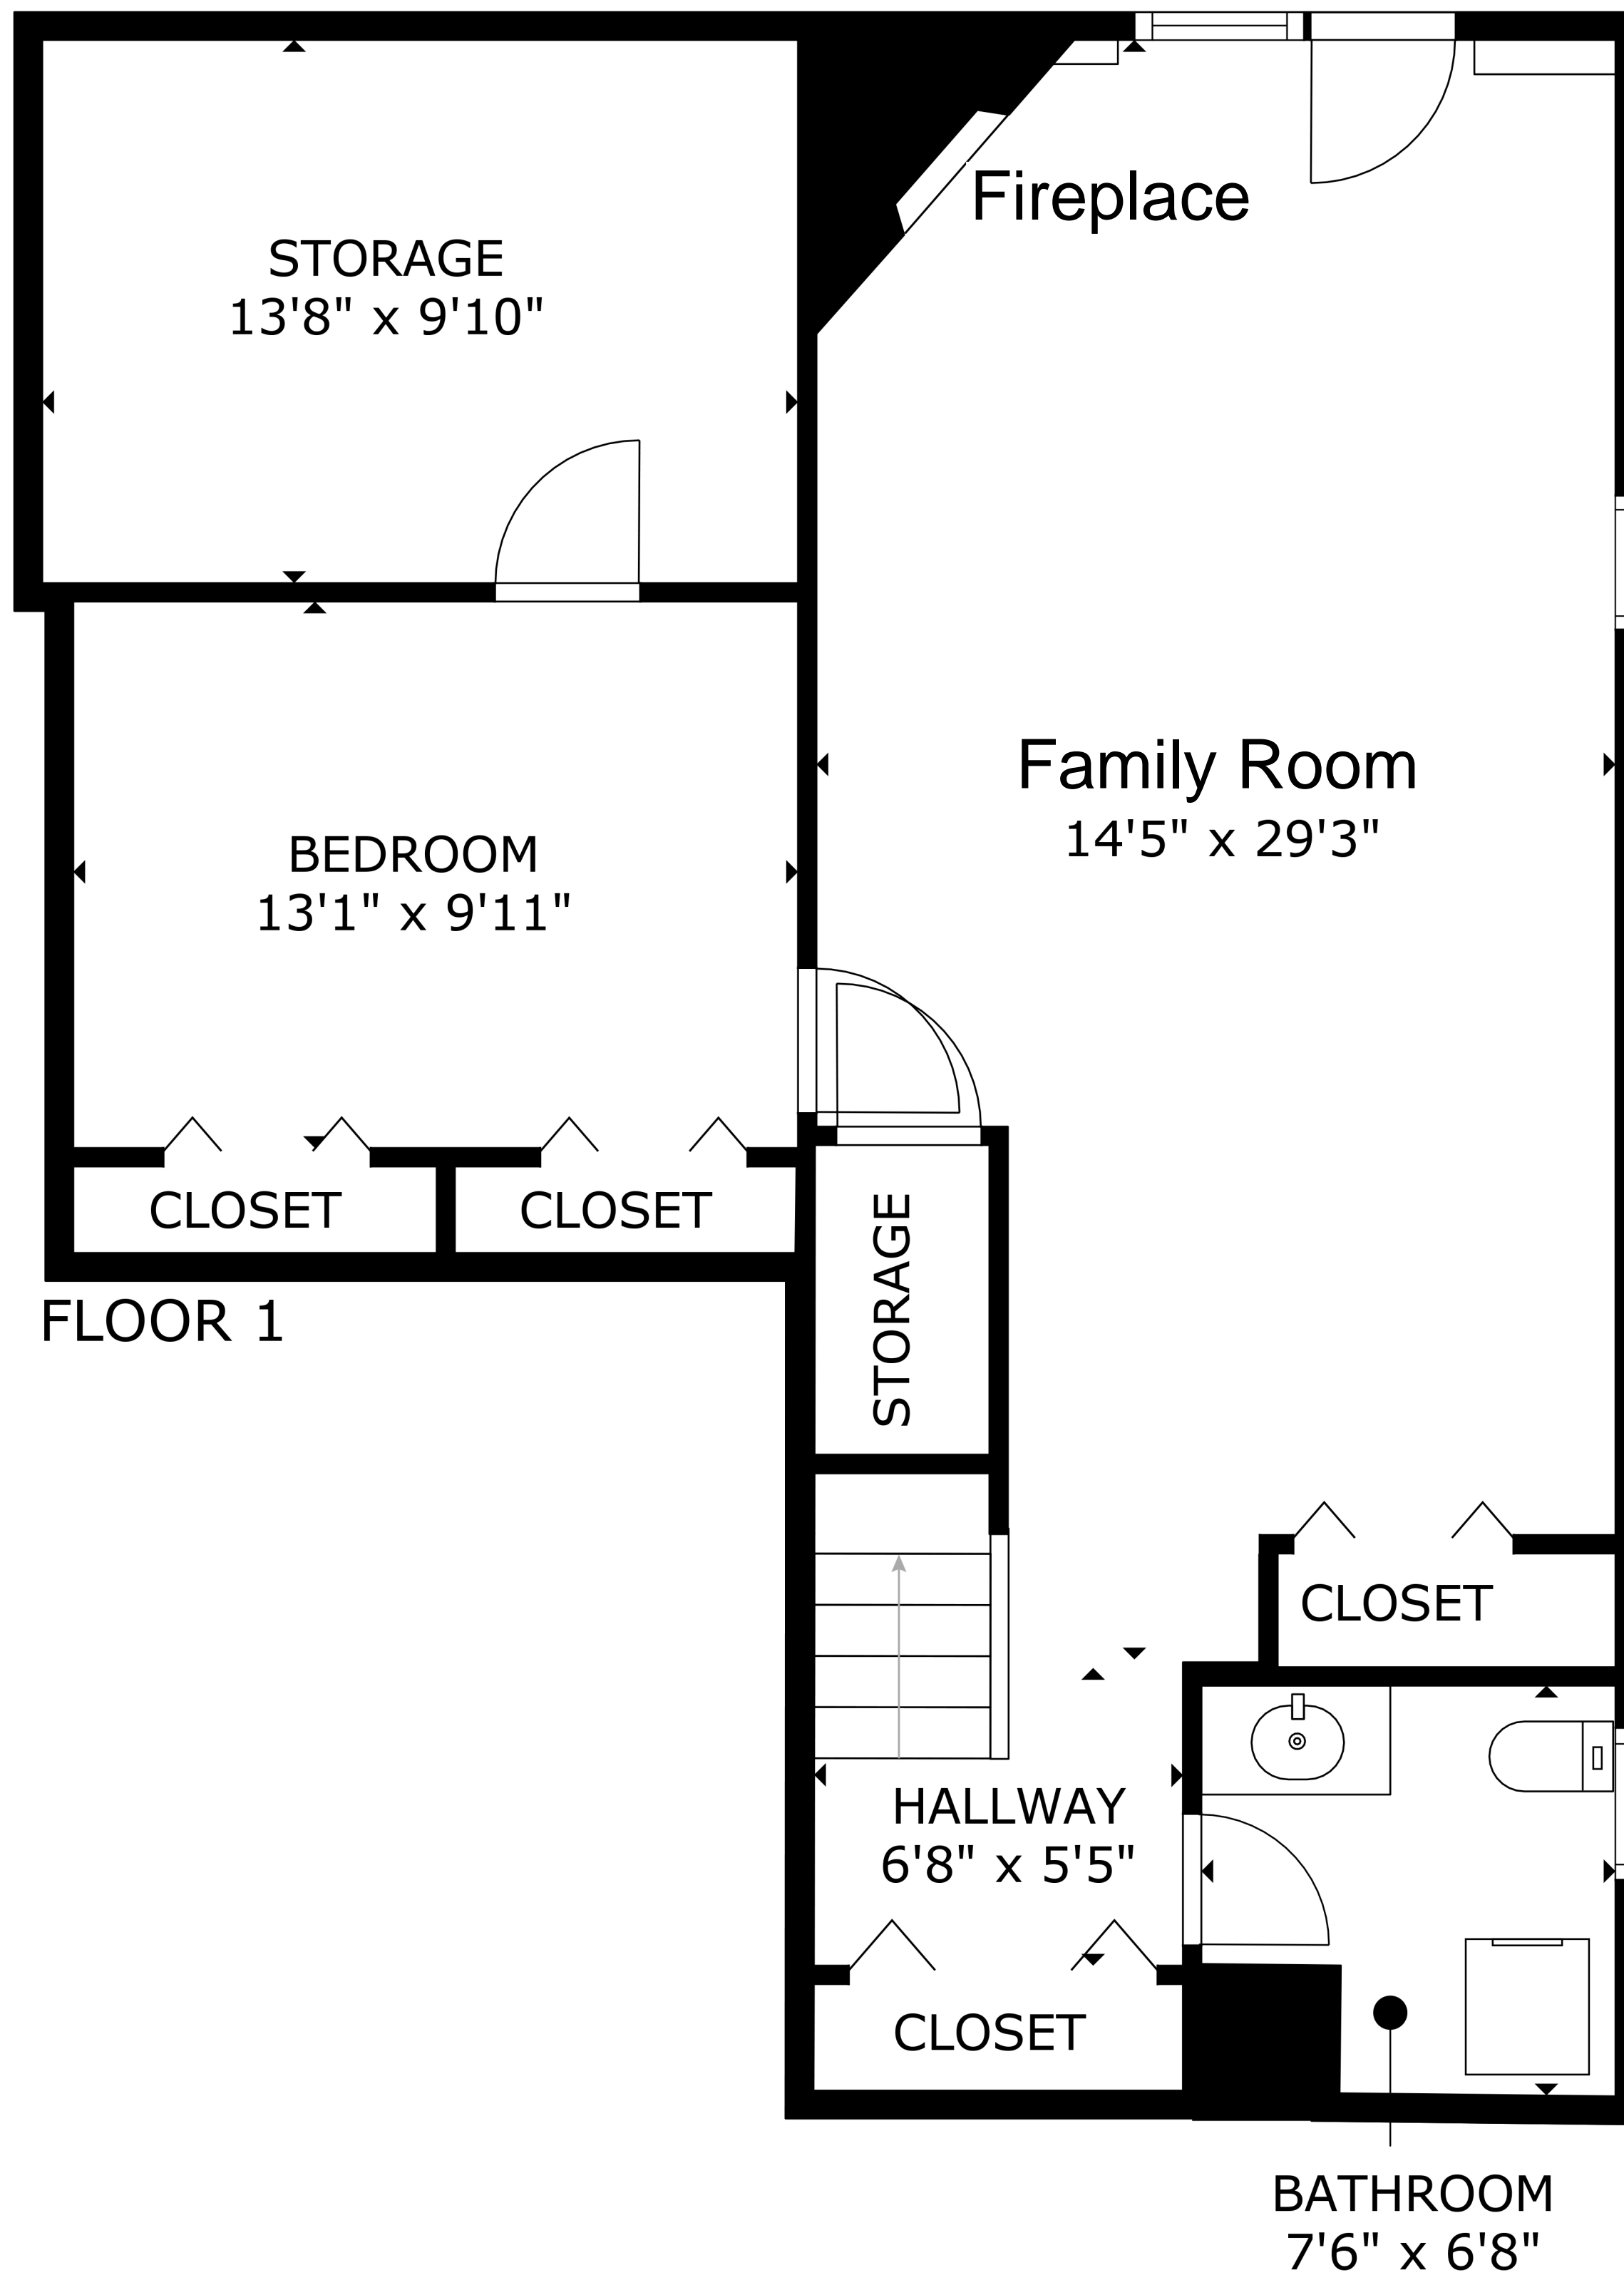 Fireplace
STORAGE
13'8" x 9'10"
Family Room
14'5" x 29'3"
BEDROOM
13'1" x 9'11"
CLOSET
CLOSET
STORAGE
FLOOR 1
CLOSET
HALLWAY
6'8" x 5'5"
CLOSET
BATHROOM
7'6" x 6'8"